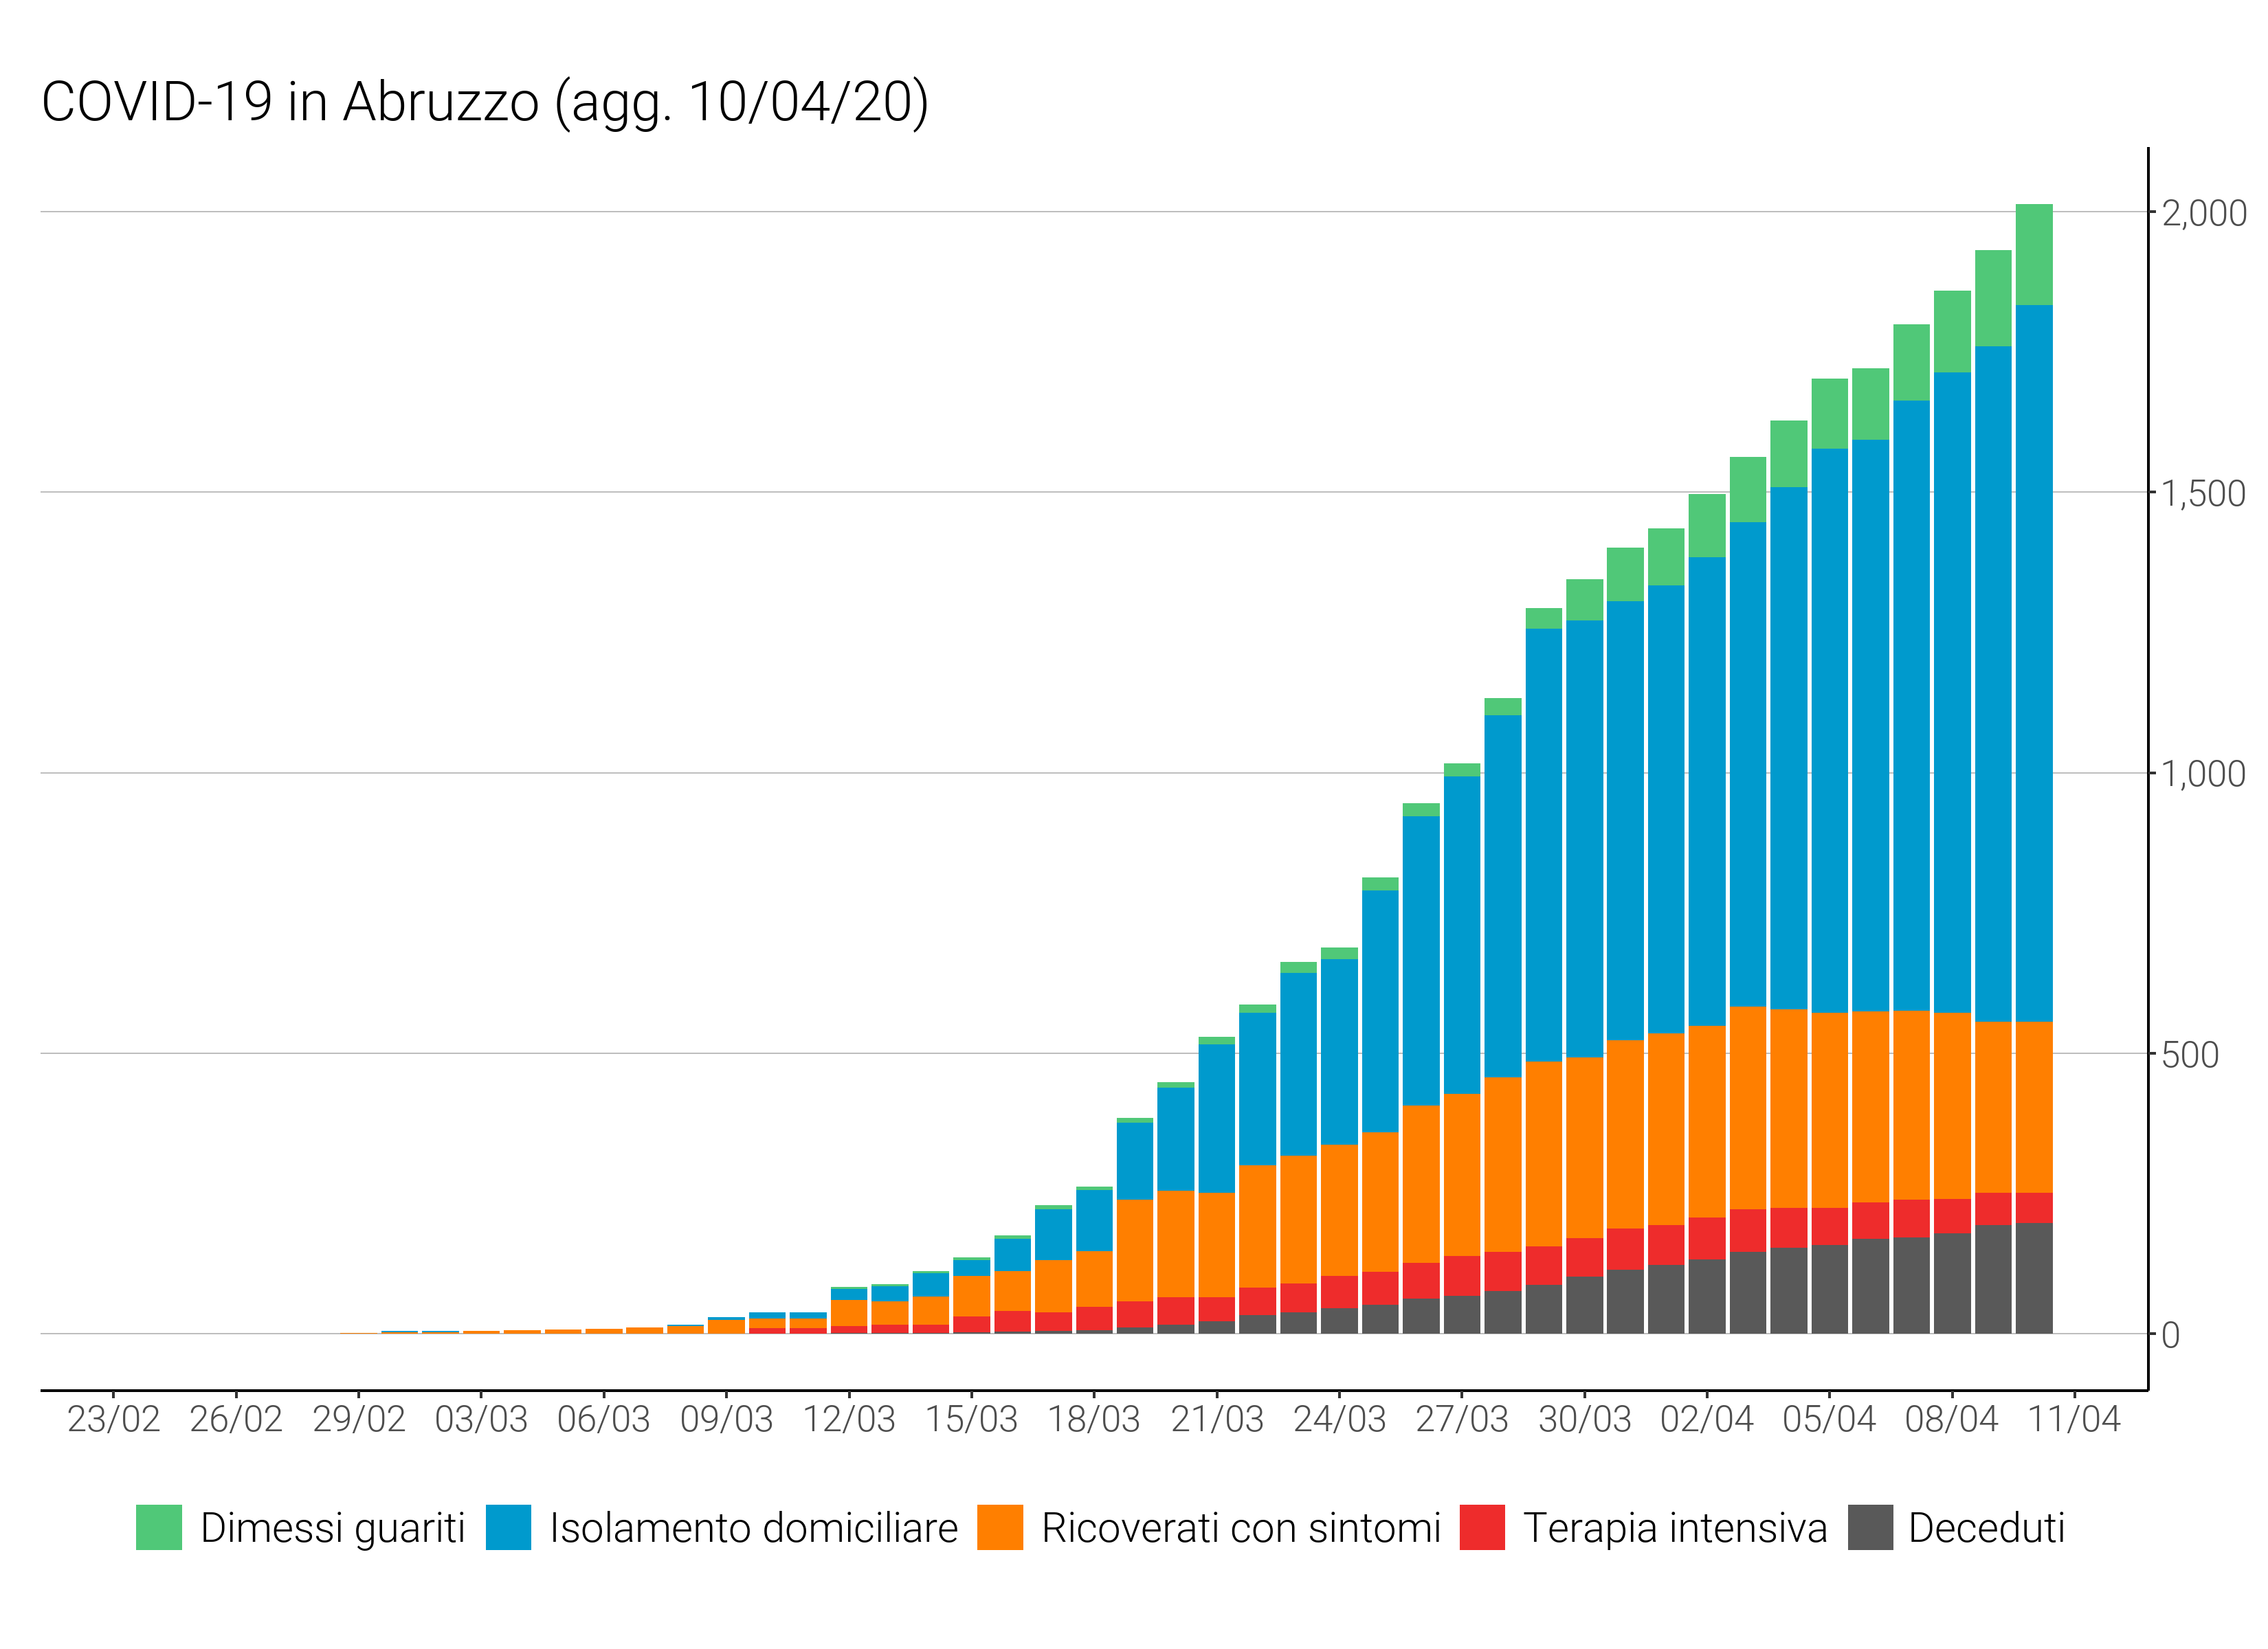 COVID-19 in Abruzzo (agg. 10/04/20)
2,000
1,500
1,000
500
0
23/02 26/02 29/02 03/03 06/03 09/03 12/03 15/03 18/03 21/03 24/03 27/03 30/03 02/04 05/04 08/04 11/04
Dimessi guariti Isolamento domiciliare Ricoverati con sintomi Terapia intensiva Deceduti